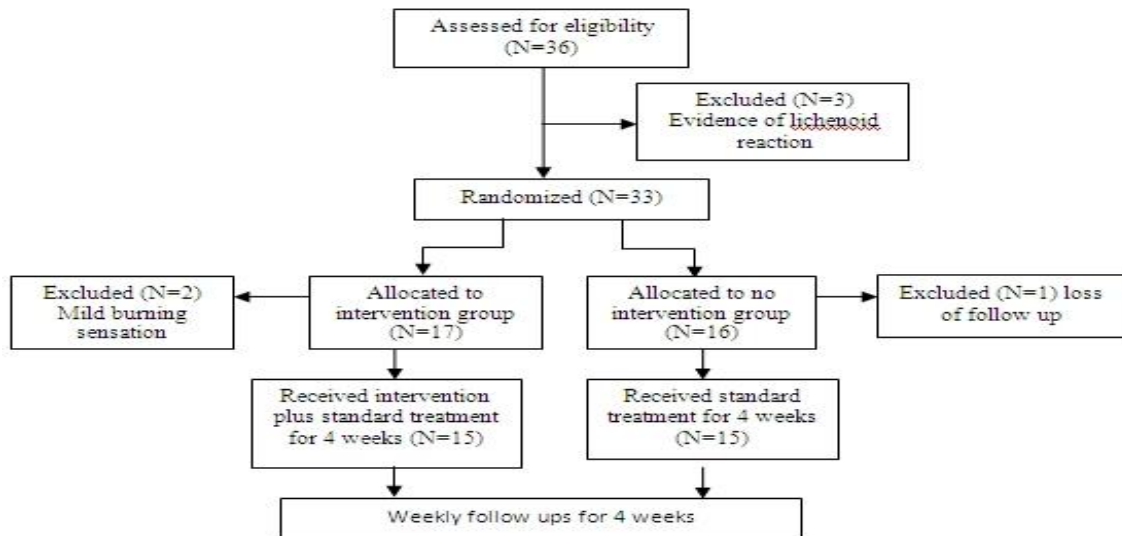 Assessed for eligibility
(N=36)
Excluded (N=3)
Evidence of lichenoid
reaction
Randomized (N=33)
Excluded (N=2)
Mild burning
sensation
Allocated to
intervention group
(N=17)
Allocated to no
intervention group
(N=16)
Excluded (N=1) loss
of follow up
Received intervention
plus standard treatment
for 4 weeks (N=15)
Received standard
treatment for 4 weeks
(N=15)
Weekly follow ups for 4 weeks